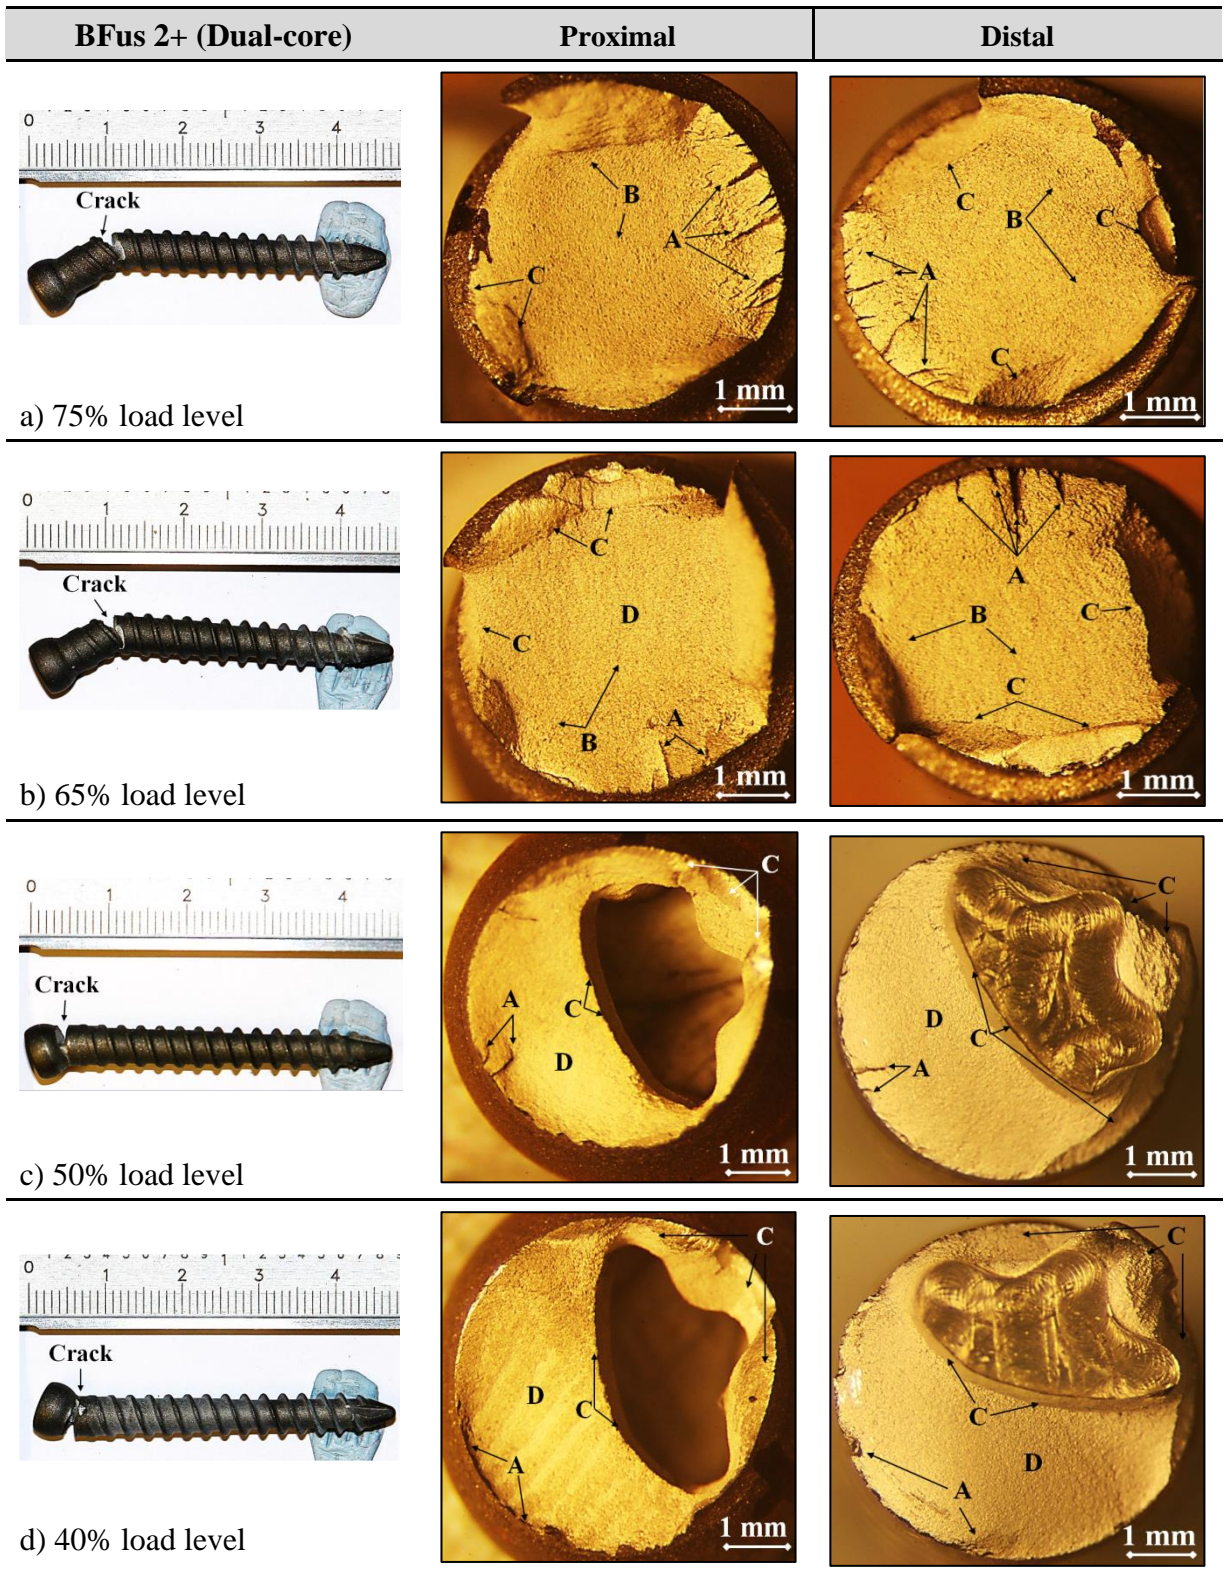 BFus 2+ (Dual-core) Proximal Distal
0 1 2 3 4
Crack
B
A
C
1 mm
C
B
C
A
C
1 mm
a) 75% load level
0 1 2 3 4
Crack
C
D
C
B
A
1 mm
A
B
C
C
1 mm
b) 65% load level
0 1 2 3 4
Crack
C
A
C
D
1 mm
C
D
C
A
1 mm
c) 50% load level
0 1 2 3 4
Crack
C
D
C
A
1 mm
C
C
D
A
1 mm
d) 40% load level